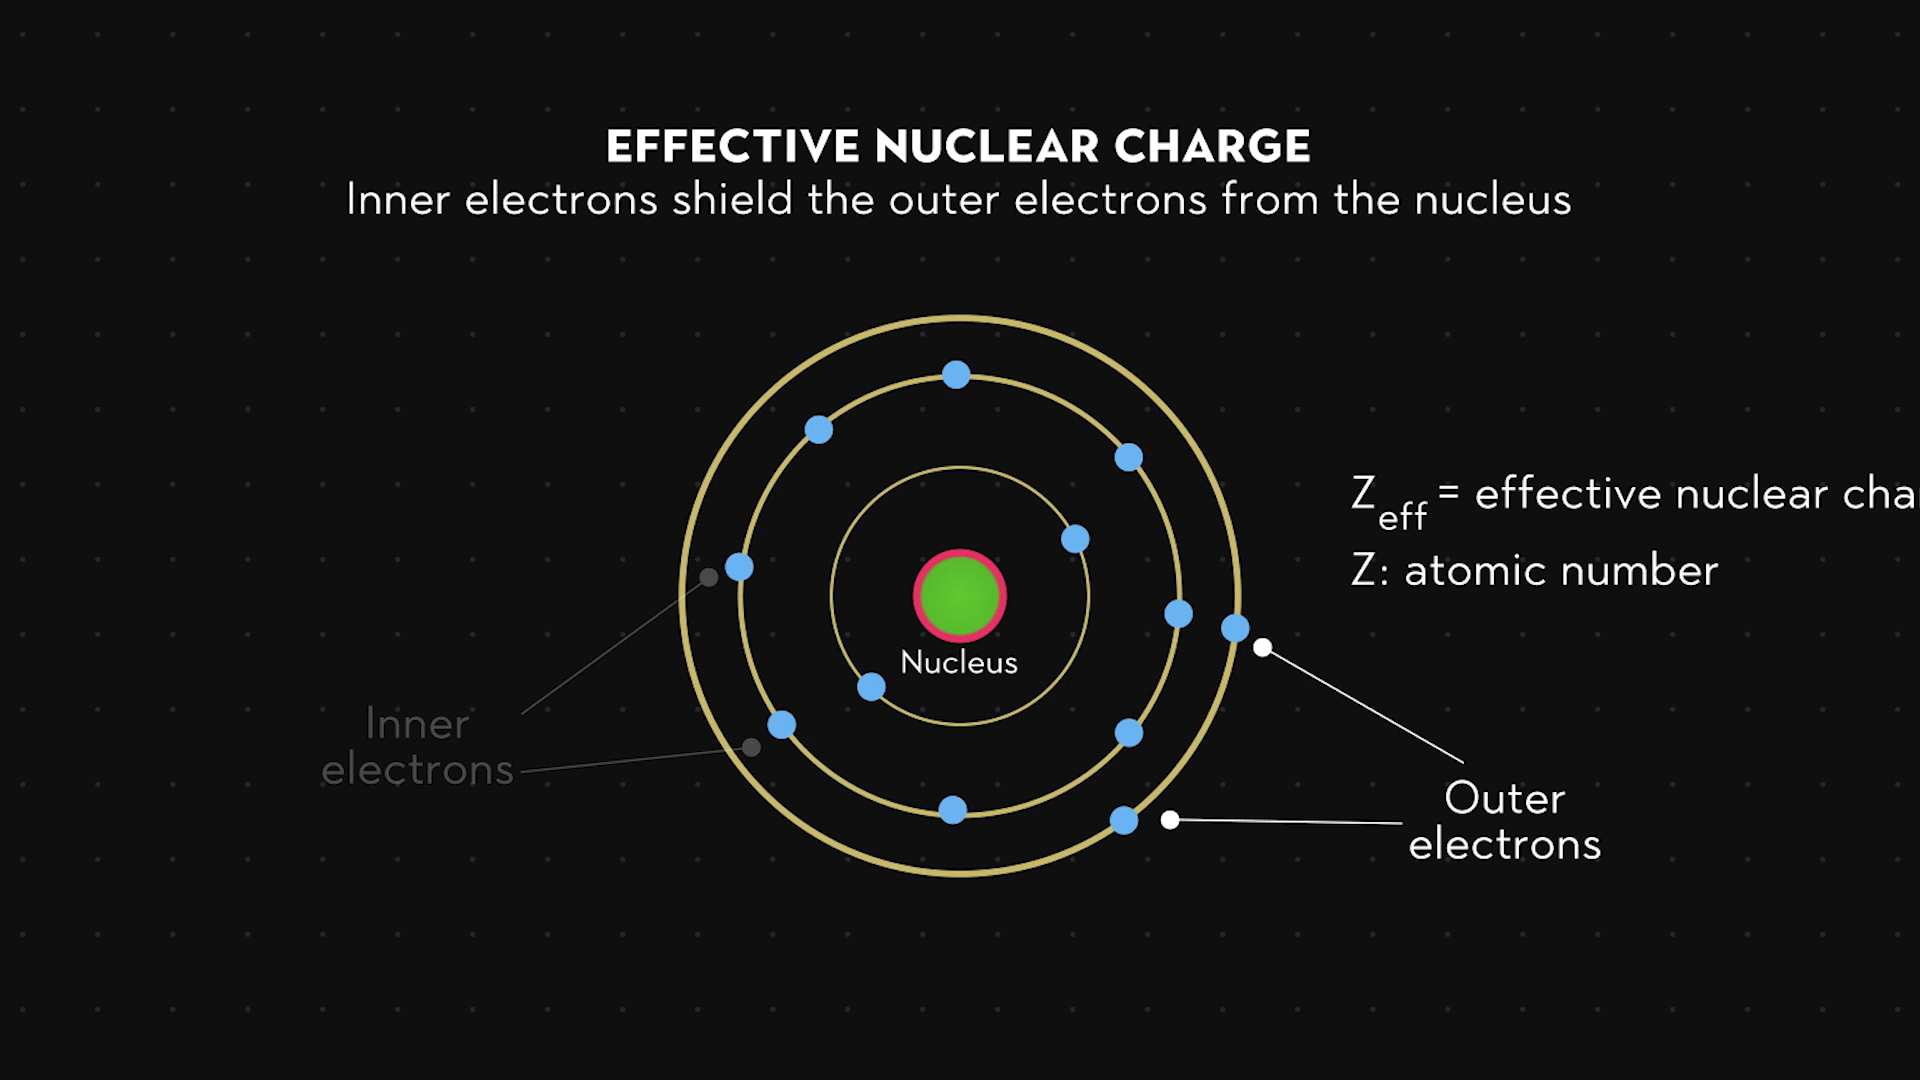 EFFECTIVE NUCLEAR CHARGE
Inner electrons shield the outer electrons from the nucleus
Zeff = effective nuclear
Z: atomic number
Nucleus
Inner
electrons
Outer
electrons